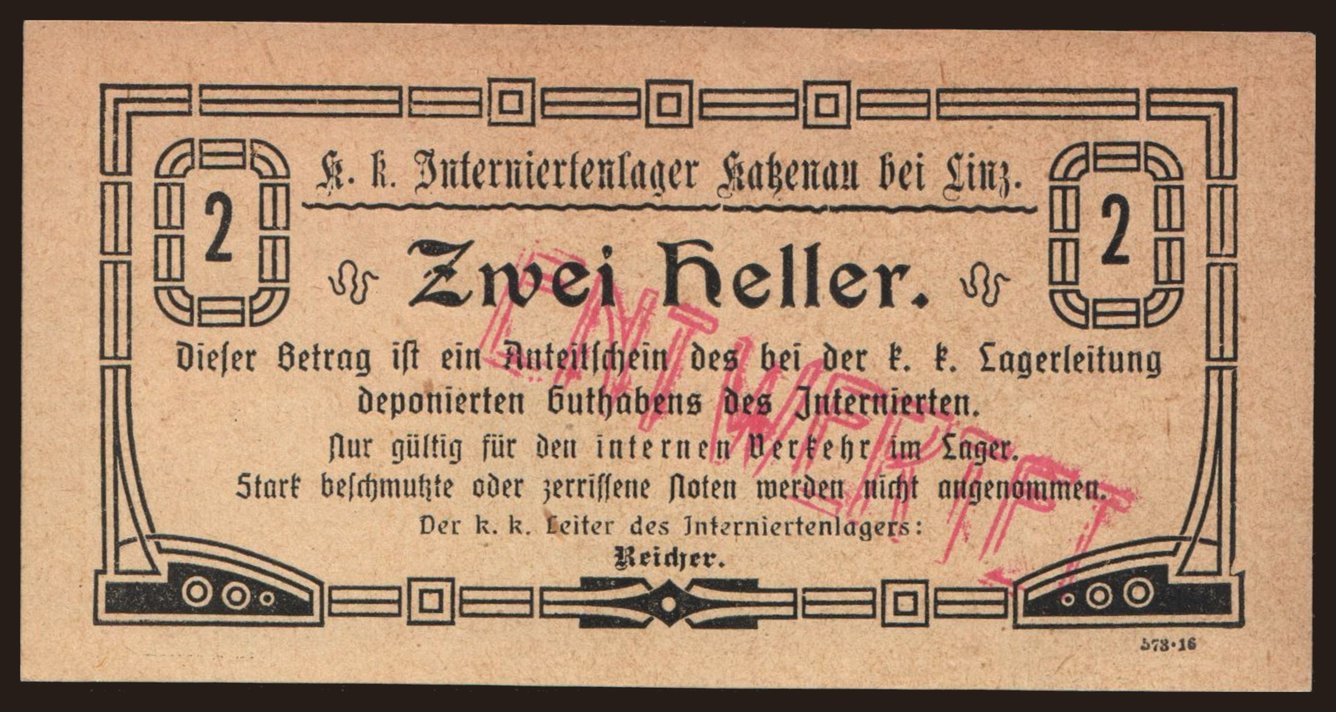 K. k. Interniertenlager Katzenau bei Linz.
2
2
Zwei Heller.
Dieser Betrag ist ein Anteilschein des bei der k. k. Lagerleitung
deponierten Guthabens des Internierten.
Nur gültig für den internen Verkehr im Lager.
Stark beschmutzte oder zerrissene Noten werden nicht angenommen.
Der k. k. Leiter des Interniertenlagers:
Reicher.
ENTWERTET
573·16